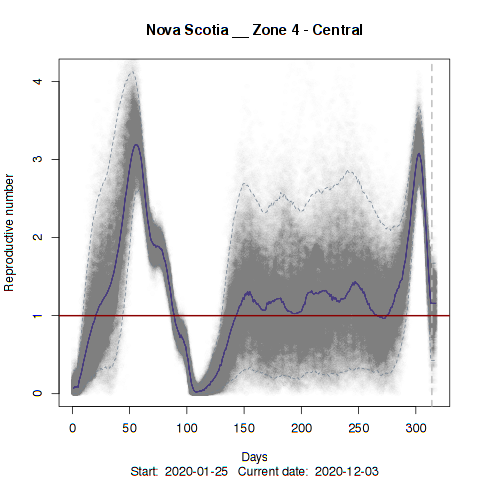 Nova Scotia __ Zone 4 - Central
Reproductive number
4
3
2
1
0
0 50 100 150 200 250 300
Days
Start: 2020-01-25 Current date: 2020-12-03